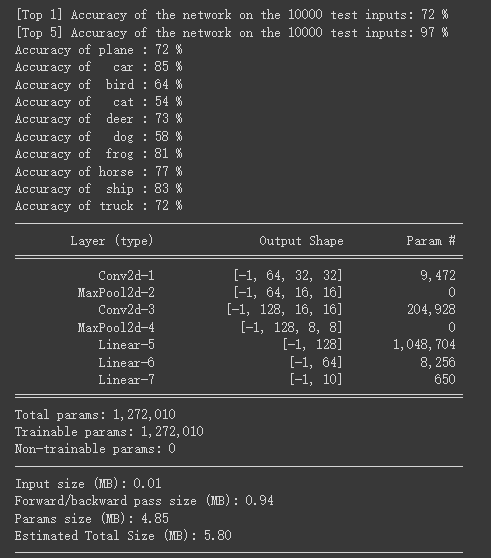 [Top 1] Accuracy of the network on the 10000 test inputs: 72 %
[Top 5] Accuracy of the network on the 10000 test inputs: 97 %
Accuracy of plane : 72 %
Accuracy of   car : 85 %
Accuracy of  bird : 64 %
Accuracy of   cat : 54 %
Accuracy of  deer : 73 %
Accuracy of   dog : 58 %
Accuracy of  frog : 81 %
Accuracy of horse : 77 %
Accuracy of  ship : 83 %
Accuracy of truck : 72 %
Layer (type) Output Shape Param #
Conv2d-1 [-1, 64, 32, 32] 9,472
MaxPool2d-2 [-1, 64, 16, 16] 0
Conv2d-3 [-1, 128, 16, 16] 204,928
MaxPool2d-4 [-1, 128, 8, 8] 0
Linear-5 [-1, 128] 1,048,704
Linear-6 [-1, 64] 8,256
Linear-7 [-1, 10] 650
Total params: 1,272,010
Trainable params: 1,272,010
Non-trainable params: 0
Input size (MB): 0.01
Forward/backward pass size (MB): 0.94
Params size (MB): 4.85
Estimated Total Size (MB): 5.80